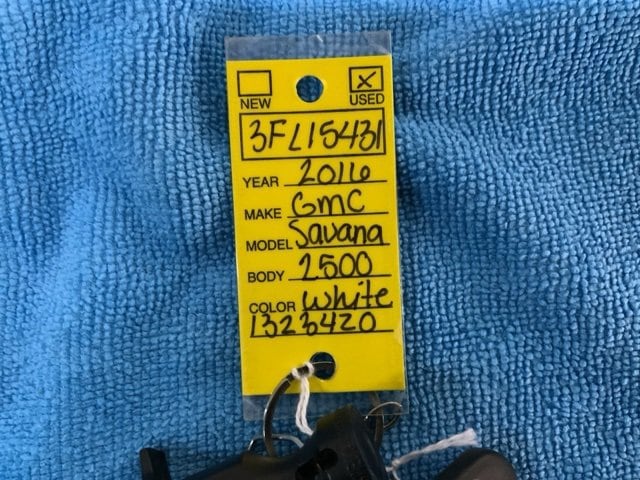 NEW USED
3FL15431
YEAR 2016
MAKE GMC
MODEL Savana
BODY 2500
COLOR White
1323420